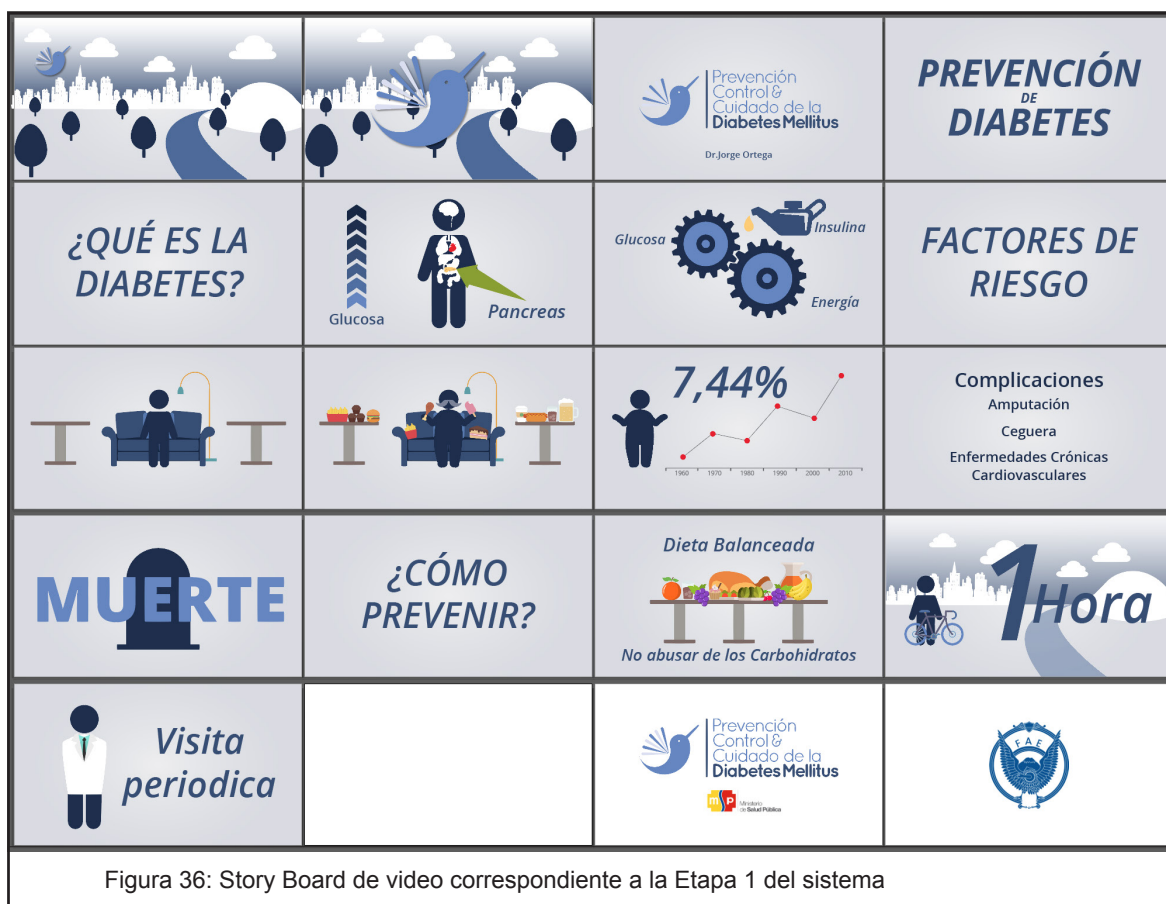 Prevención
Control &
Cuidado de la
Diabetes Mellitus
Dr.Jorge Ortega
PREVENCIÓN
DE
DIABETES
¿QUÉ ES LA
DIABETES?
Glucosa
Pancreas
Glucosa
Insulina
Energía
FACTORES DE
RIESGO
7,44%
1960 1970 1980 1990 2000 2010
Complicaciones
Amputación
Ceguera
Enfermedades Crónicas
Cardiovasculares
MUERTE
¿CÓMO
PREVENIR?
Dieta Balanceada
No abusar de los Carbohidratos
1 Hora
Visita
periodica
Prevención
Control &
Cuidado de la
Diabetes Mellitus
m s p
Ministerio
de Salud Pública
F A E
Figura 36: Story Board de video correspondiente a la Etapa 1 del sistema